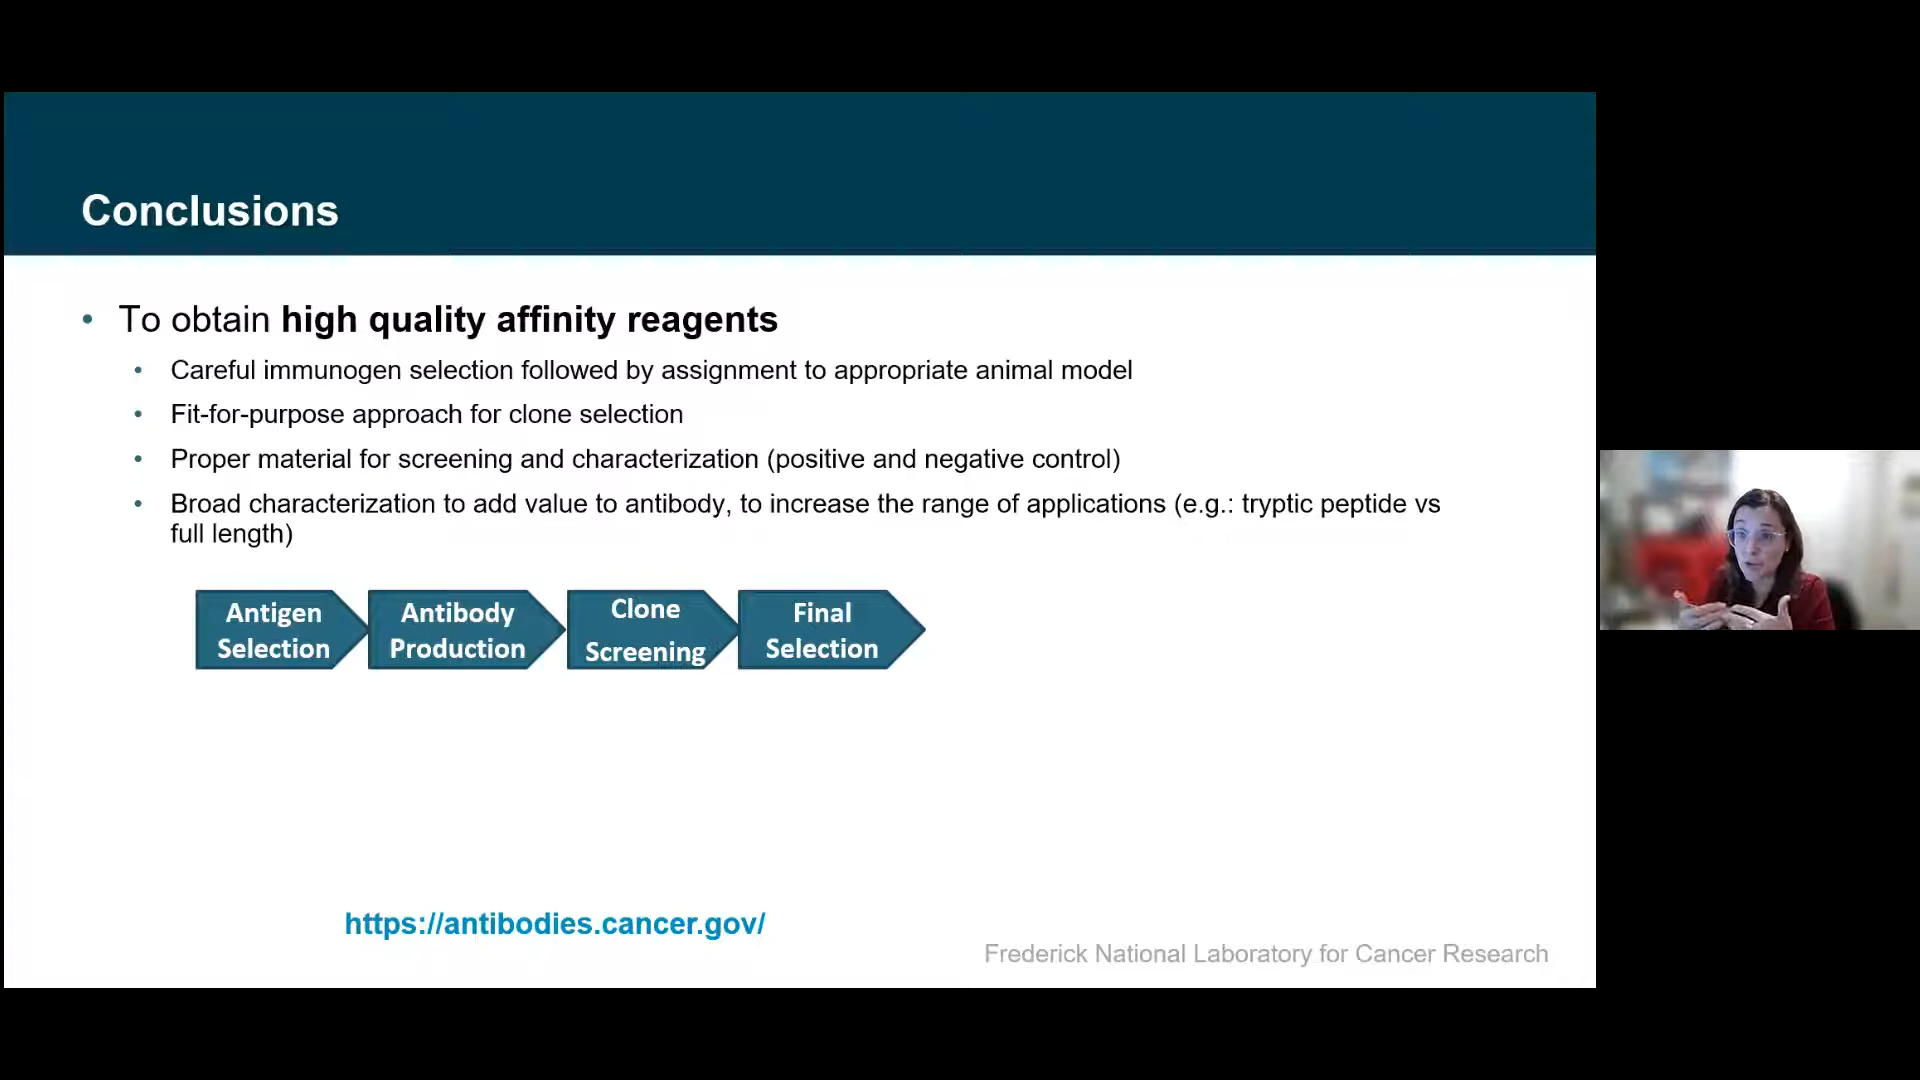 Conclusions
• To obtain high quality affinity reagents
• Careful immunogen selection followed by assignment to appropriate animal model
• Fit-for-purpose approach for clone selection
• Proper material for screening and characterization (positive and negative control)
• Broad characterization to add value to antibody, to increase the range of applications (e.g.: tryptic peptide vs
full length)
Antigen
Selection
Antibody
Production
Clone
Screening
Final
Selection
https://antibodies.cancer.gov/
Frederick National Laboratory for Cancer Research